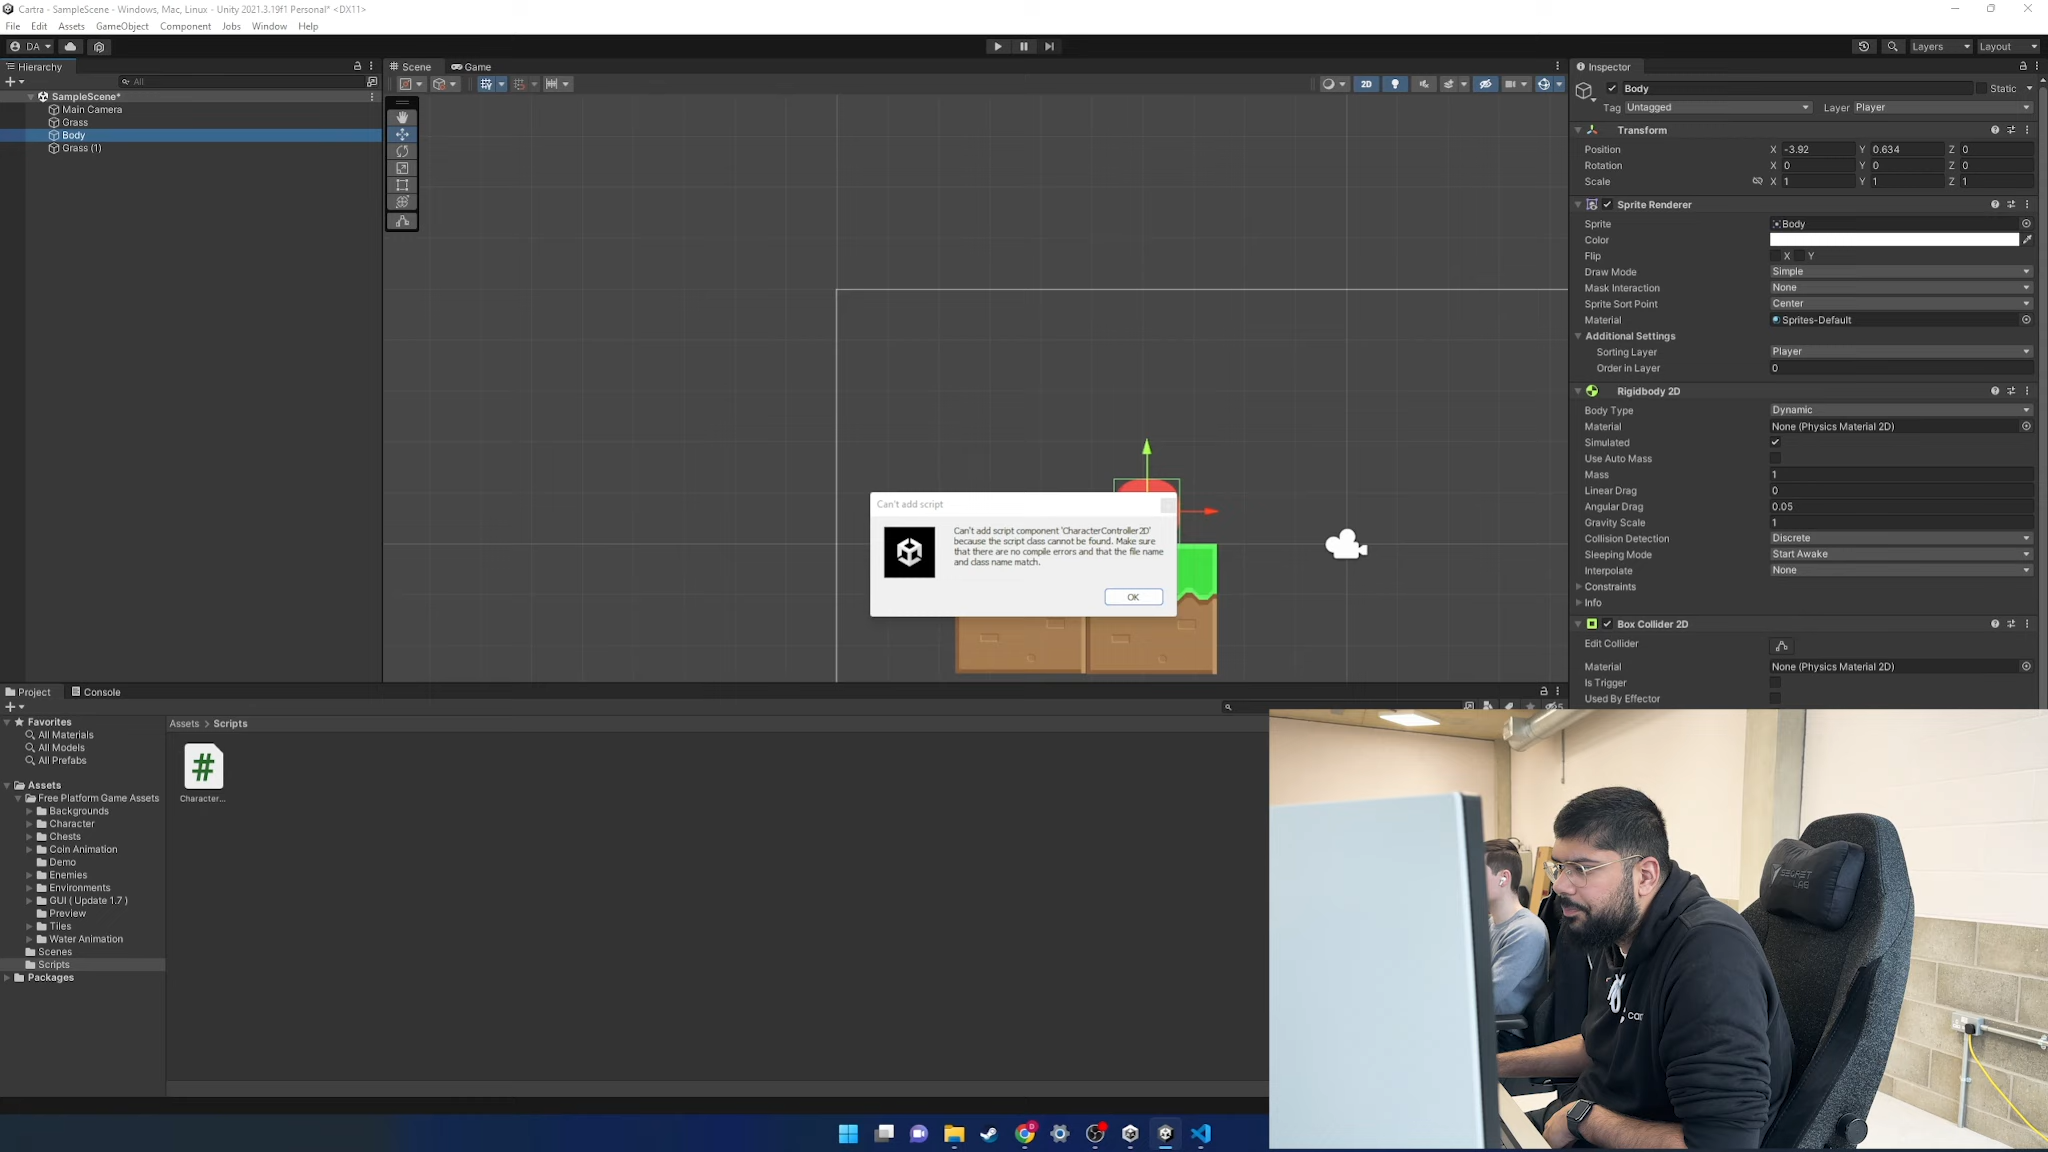 Cartra - SampleScene - Windows, Mac, Linux - Unity 2021.3.19f1 Personal* <DX11>
File Edit Assets GameObject Component Jobs Window Help
DA
Layers Layout
Hierarchy
All
SampleScene*
Main Camera
Grass
Body
Grass (1)
Scene Game
2D
Inspector
Body Static
Tag Untagged Layer Player
Transform
Position X -3.92 Y 0.634 Z 0
Rotation X 0 Y 0 Z 0
Scale X 1 Y 1 Z 1
Sprite Renderer
Sprite Body
Color
Flip X Y
Draw Mode Simple
Mask Interaction None
Sprite Sort Point Center
Material Sprites-Default
Additional Settings
Sorting Layer Player
Order in Layer 0
Rigidbody 2D
Body Type Dynamic
Material None (Physics Material 2D)
Simulated
Use Auto Mass
Mass 1
Linear Drag 0
Angular Drag 0.05
Gravity Scale 1
Collision Detection Discrete
Sleeping Mode Start Awake
Interpolate None
Constraints
Info
Box Collider 2D
Edit Collider
Material None (Physics Material 2D)
Is Trigger
Used By Effector
Can't add script
Can't add script component 'CharacterController2D'
because the script class cannot be found. Make sure
that there are no compile errors and that the file name
and class name match.
OK
Project Console
5
Favorites
All Materials
All Models
All Prefabs
Assets
Free Platform Game Assets
Backgrounds
Character
Chests
Coin Animation
Demo
Enemies
Environments
GUI ( Update 1.7 )
Preview
Tiles
Water Animation
Scenes
Scripts
Packages
Assets > Scripts
#
Character...
SECRET
LAB
car